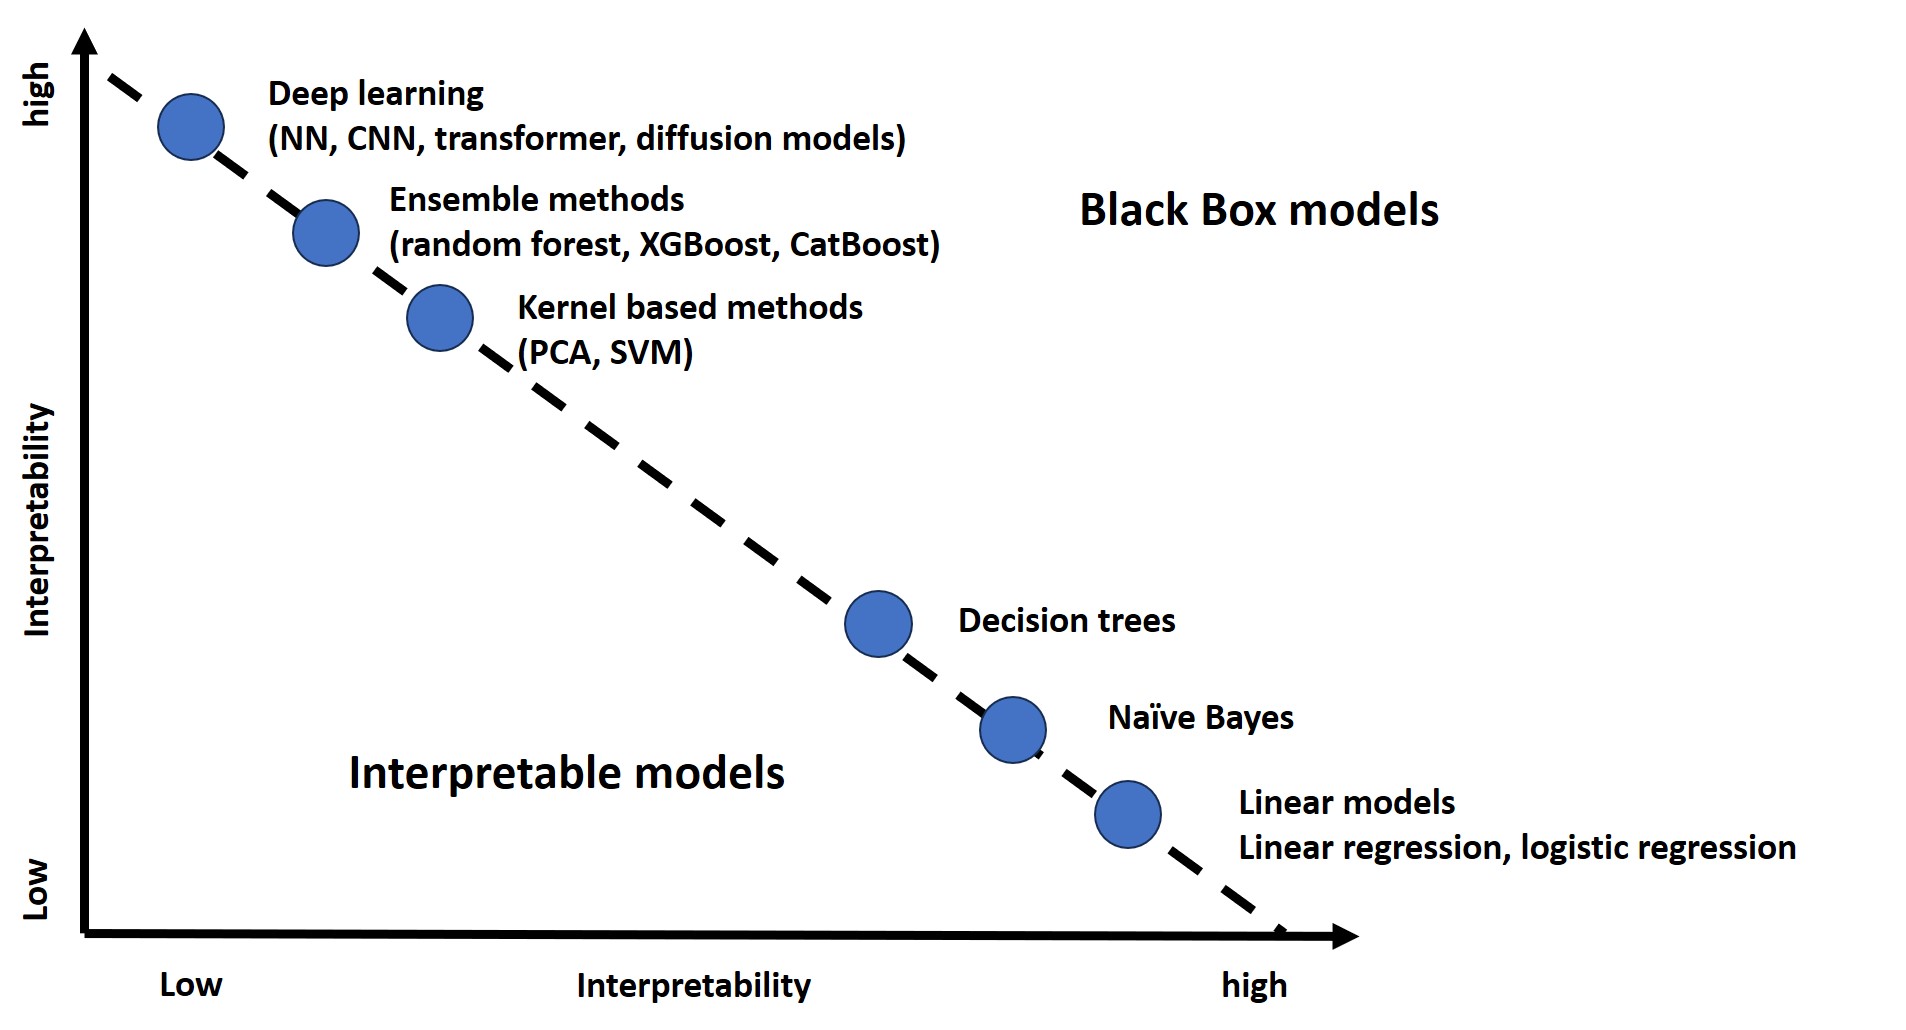 high
Deep learning
(NN, CNN, transformer, diffusion models)
Ensemble methods
(random forest, XGBoost, CatBoost)
Black Box models
Kernel based methods
(PCA, SVM)
Interpretability
Decision trees
Naïve Bayes
Interpretable models
Linear models
Linear regression, logistic regression
Low
Low
Interpretability
high